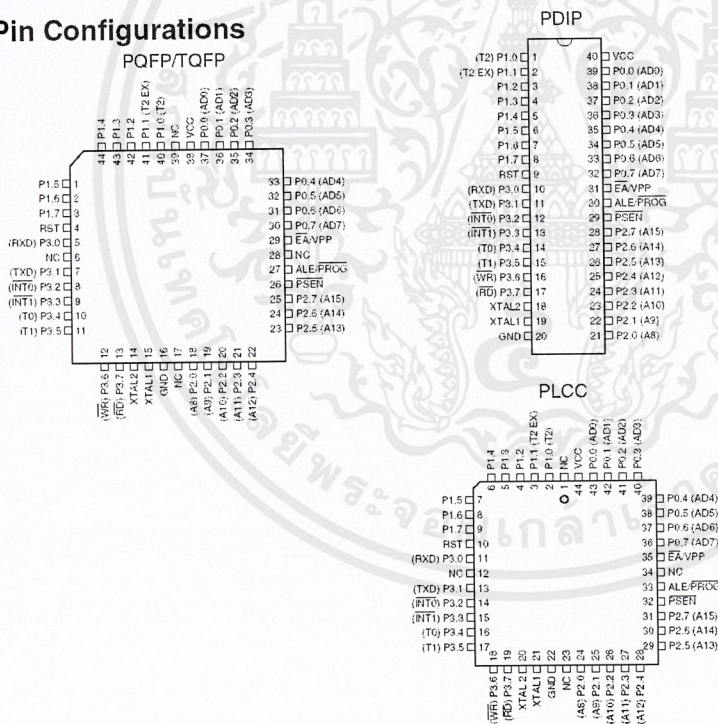 Pin Configurations
PQFP/TQFP
44 P1.4
43 P1.3
42 P1.2
41 P1.1 (T2 EX)
40 P1.0 (T2)
39 NC
38 VCC
37 P0.0 (AD0)
36 P0.1 (AD1)
35 P0.2 (AD2)
34 P0.3 (AD3)
P1.5 1
P1.6 2
P1.7 3
RST 4
(RXD) P3.0 5
NC 6
(TXD) P3.1 7
(INT0) P3.2 8
(INT1) P3.3 9
(T0) P3.4 10
(T1) P3.5 11
33 P0.4 (AD4)
32 P0.5 (AD5)
31 P0.6 (AD6)
30 P0.7 (AD7)
29 EA/VPP
28 NC
27 ALE/PROG
26 PSEN
25 P2.7 (A15)
24 P2.6 (A14)
23 P2.5 (A13)
(WR) P3.6 12
(RD) P3.7 13
XTAL2 14
XTAL1 15
GND 16
NC 17
(A8) P2.0 18
(A9) P2.1 19
(A10) P2.2 20
(A11) P2.3 21
(A12) P2.4 22
PDIP
(T2) P1.0 1
(T2 EX) P1.1 2
P1.2 3
P1.3 4
P1.4 5
P1.5 6
P1.6 7
P1.7 8
RST 9
(RXD) P3.0 10
(TXD) P3.1 11
(INT0) P3.2 12
(INT1) P3.3 13
(T0) P3.4 14
(T1) P3.5 15
(WR) P3.6 16
(RD) P3.7 17
XTAL2 18
XTAL1 19
GND 20
40 VCC
39 P0.0 (AD0)
38 P0.1 (AD1)
37 P0.2 (AD2)
36 P0.3 (AD3)
35 P0.4 (AD4)
34 P0.5 (AD5)
33 P0.6 (AD6)
32 P0.7 (AD7)
31 EA/VPP
30 ALE/PROG
29 PSEN
28 P2.7 (A15)
27 P2.6 (A14)
26 P2.5 (A13)
25 P2.4 (A12)
24 P2.3 (A11)
23 P2.2 (A10)
22 P2.1 (A9)
21 P2.0 (A8)
PLCC
6 P1.4
5 P1.3
4 P1.2
3 P1.1 (T2 EX)
2 P1.0 (T2)
1 NC
44 VCC
43 P0.0 (AD0)
42 P0.1 (AD1)
41 P0.2 (AD2)
40 P0.3 (AD3)
P1.5 7
P1.6 8
P1.7 9
RST 10
(RXD) P3.0 11
NC 12
(TXD) P3.1 13
(INT0) P3.2 14
(INT1) P3.3 15
(T0) P3.4 16
(T1) P3.5 17
39 P0.4 (AD4)
38 P0.5 (AD5)
37 P0.6 (AD6)
36 P0.7 (AD7)
35 EA/VPP
34 NC
33 ALE/PROG
32 PSEN
31 P2.7 (A15)
30 P2.6 (A14)
29 P2.5 (A13)
(WR) P3.6 18
(RD) P3.7 19
XTAL2 20
XTAL1 21
GND 22
NC 23
(A8) P2.0 24
(A9) P2.1 25
(A10) P2.2 26
(A11) P2.3 27
(A12) P2.4 28